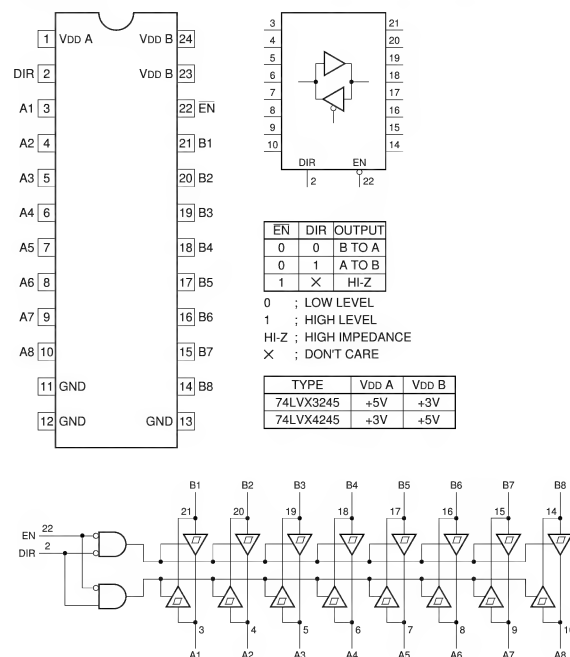 1 VDD A VDD B 24
DIR 2 VDD B 23
A1 3 22 EN
A2 4 21 B1
A3 5 20 B2
A4 6 19 B3
A5 7 18 B4
A6 8 17 B5
A7 9 16 B6
A8 10 15 B7
11 GND 14 B8
12 GND GND 13
3 21
4 20
5 19
6 18
7 17
8 16
9 15
10 14
DIR EN
2 22
EN DIR OUTPUT
0 0 B TO A
0 1 A TO B
1 × HI-Z
0 ; LOW LEVEL
1 ; HIGH LEVEL
HI-Z ; HIGH IMPEDANCE
× ; DON'T CARE
TYPE VDD A VDD B
74LVX3245 +5V +3V
74LVX4245 +3V +5V
B1 B2 B3 B4 B5 B6 B7 B8
21 20 19 18 17 16 15 14
EN 22
DIR 2
3 4 5 6 7 8 9 10
A1 A2 A3 A4 A5 A6 A7 A8